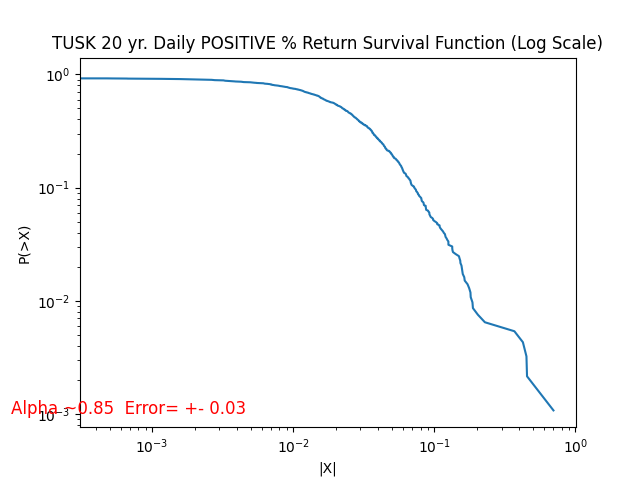 TUSK 20 yr. Daily POSITIVE % Return Survival Function (Log Scale)
10⁰
10⁻¹
P(>X)
10⁻²
10⁻³
Alpha ~0.85  Error= +- 0.03
10⁻³ 10⁻² 10⁻¹ 10⁰
|X|